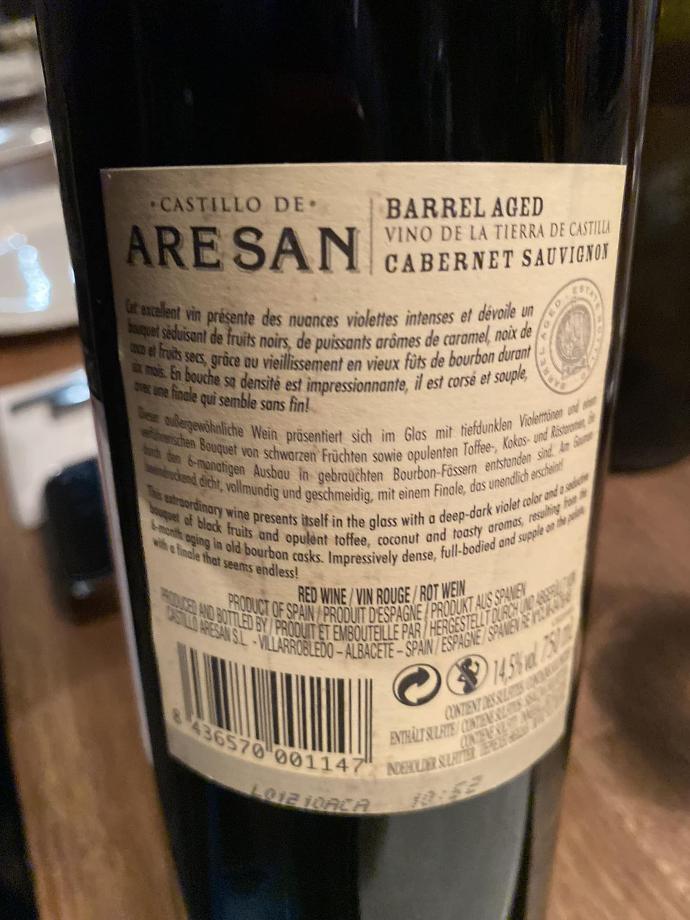 ·CASTILLO DE·
ARESAN
BARREL AGED
VINO DE LA TIERRA DE CASTILLA
CABERNET SAUVIGNON
Cet excellent vin présente des nuances violettes intenses et dévoile un
bouquet séduisant de fruits noirs, de puissants arômes de caramel, noix de
coco et fruits secs, grâce au vieillissement en vieux fûts de bourbon durant
six mois. En bouche sa densité est impressionnante, il est corsé et souple,
avec une finale qui semble sans fin!
BARREL AGED
Dieser außergewöhnliche Wein präsentiert sich im Glas mit tiefdunklen Violetttönen und einem
verführerischen Bouquet von schwarzen Früchten sowie opulenten Toffee-, Kokos- und Röstaromen, die
durch den 6-monatigen Ausbau in gebrauchten Bourbon-Fässern entstanden sind. Am Gaumen
beeindruckend dicht, vollmundig und geschmeidig, mit einem Finale, das unendlich erscheint!
This extraordinary wine presents itself in the glass with a deep-dark violet color and a seductive
bouquet of black fruits and opulent toffee, coconut and toasty aromas, resulting from the
6-month aging in old bourbon casks. Impressively dense, full-bodied and supple on the palate,
with a finale that seems endless!
RED WINE / VIN ROUGE / ROT WEIN
PRODUCT OF SPAIN / PRODUIT D'ESPAGNE / PRODUKT AUS SPANIEN
PRODUCED AND BOTTLED BY / PRODUIT ET EMBOUTEILLE PAR / HERGESTELLT DURCH UND
CASTILLO ARESAN S.L. - VILLARROBLEDO - ALBACETE - SPAIN / ESPAGNE / SPANIEN
14,5% vol. 750 ml
CONTIENT DES SULFITES
ENTHÄLT SULFITE / CONTIENE
INDEHOLDER SULFITTER
8 436570 001147
10:52